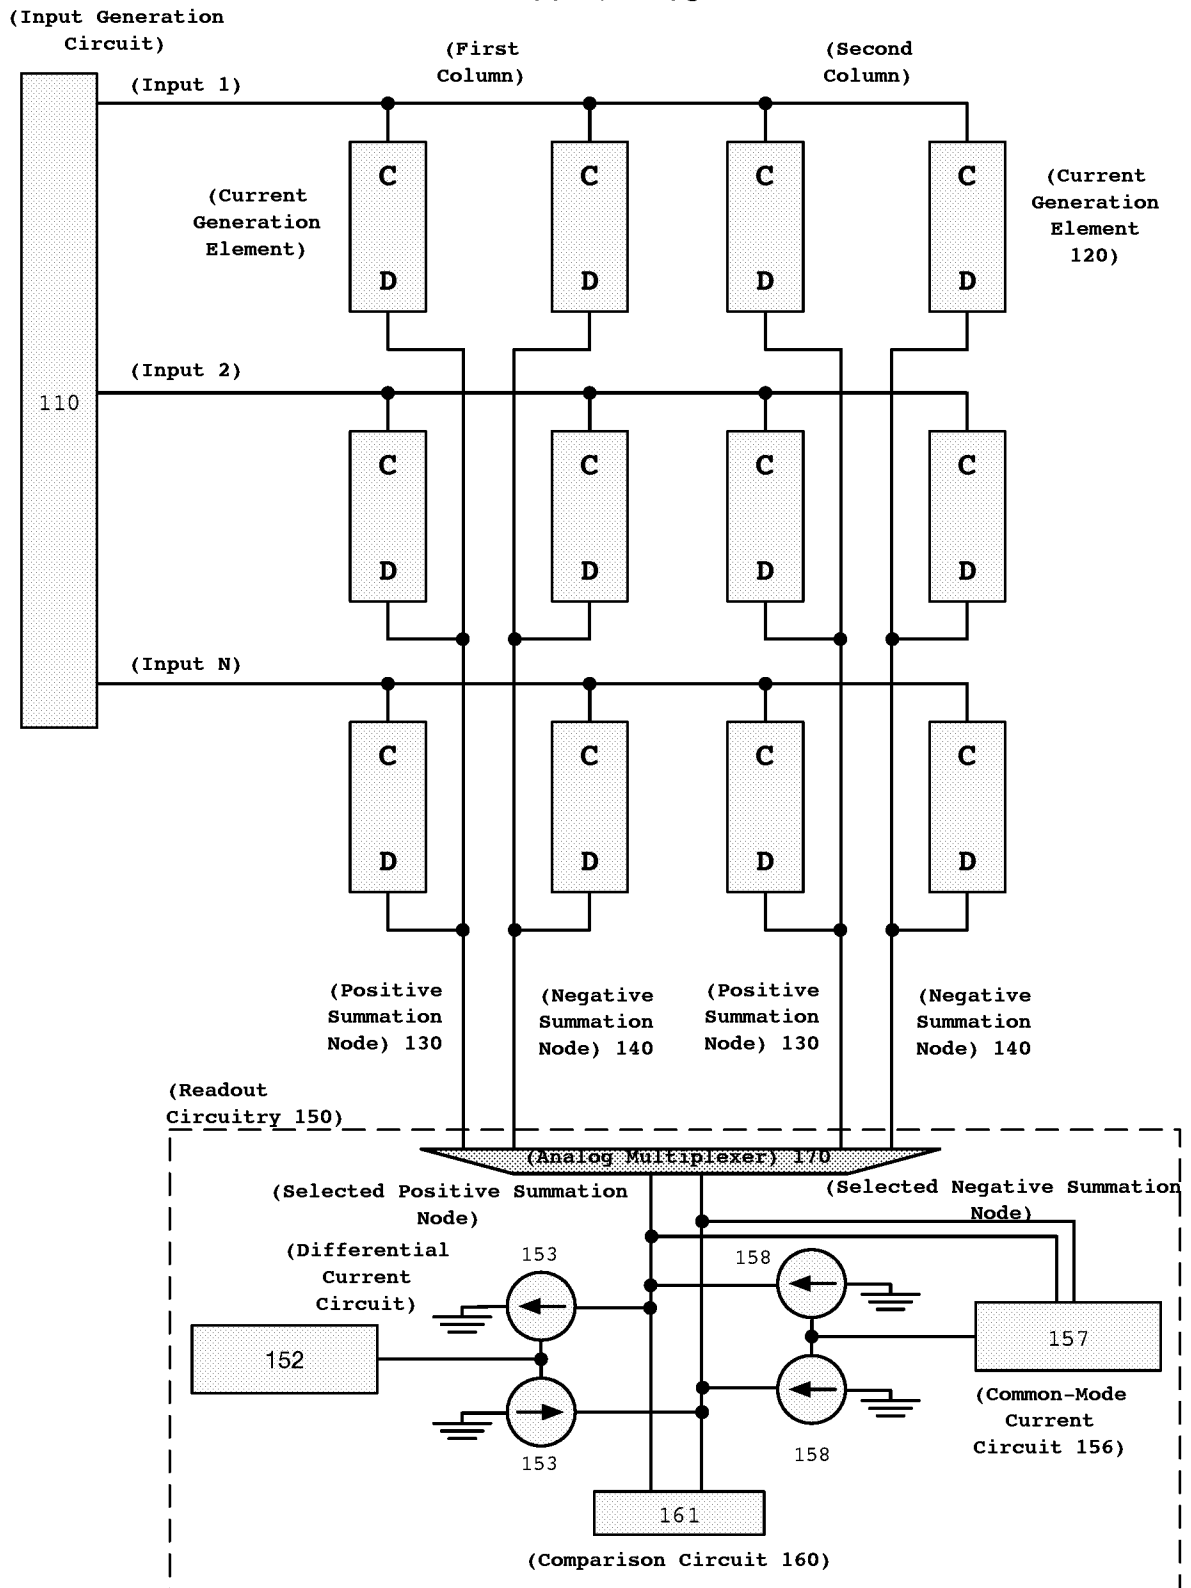 (Input Generation
Circuit)
(First
Column)
(Second
Column)
(Input 1)
C
C
C
C
(Current
Generation
Element)
(Current
Generation
Element
120)
D
D
D
D
(Input 2)
110
C
C
C
C
D
D
D
D
(Input N)
C
C
C
C
D
D
D
D
(Positive
Summation
Node) 130
(Negative
Summation
Node) 140
(Positive
Summation
Node) 130
(Negative
Summation
Node) 140
(Readout
Circuitry 150)
(Analog Multiplexer) 170
(Selected Positive Summation
Node)
(Selected Negative Summation
Node)
(Differential
Current
Circuit)
153
158
152
157
(Common-Mode
Current
Circuit 156)
153
158
161
(Comparison Circuit 160)